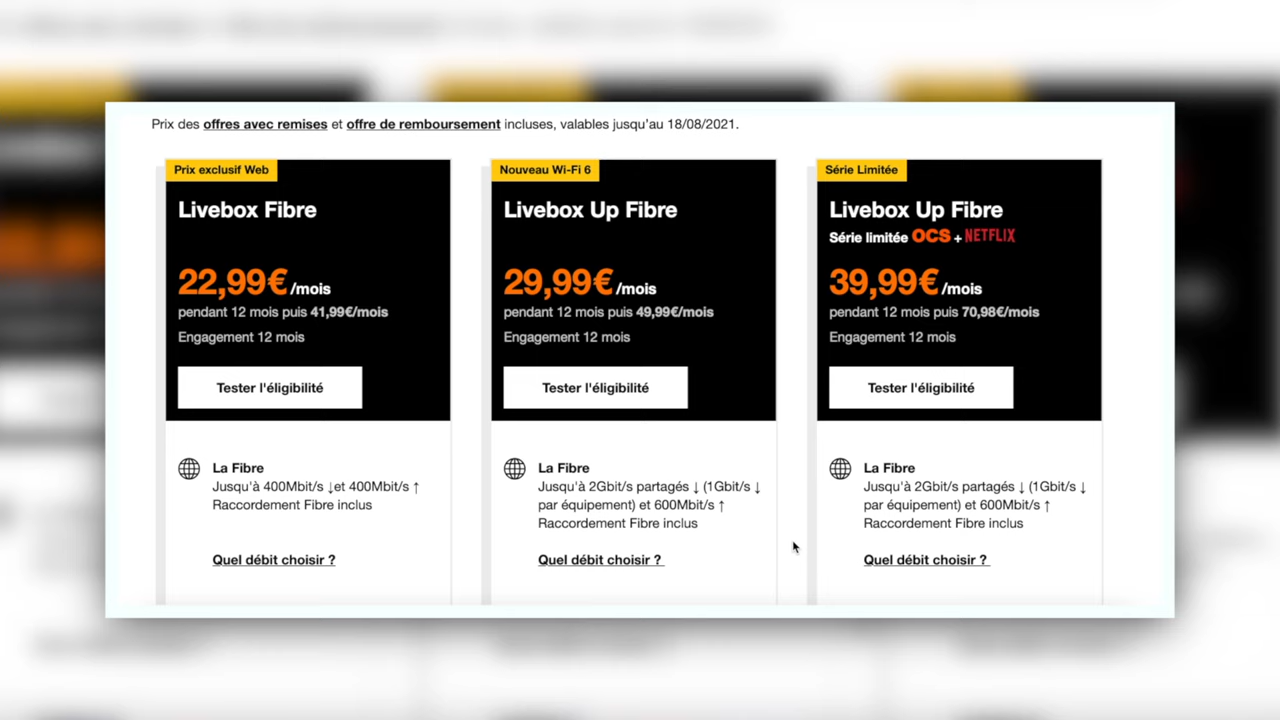 Prix des offres avec remises et offre de remboursement incluses, valables jusqu'au 18/08/2021.
Prix exclusif Web
Livebox Fibre
22,99€/mois
pendant 12 mois puis 41,99€/mois
Engagement 12 mois
Tester l'éligibilité
La Fibre
Jusqu'à 400Mbit/s ↓et 400Mbit/s ↑
Raccordement Fibre inclus
Quel débit choisir ?
Nouveau Wi-Fi 6
Livebox Up Fibre
29,99€/mois
pendant 12 mois puis 49,99€/mois
Engagement 12 mois
Tester l'éligibilité
La Fibre
Jusqu'à 2Gbit/s partagés ↓ (1Gbit/s ↓
par équipement) et 600Mbit/s ↑
Raccordement Fibre inclus
Quel débit choisir ?
Série Limitée
Livebox Up Fibre
Série limitée OCS + NETFLIX
39,99€/mois
pendant 12 mois puis 70,98€/mois
Engagement 12 mois
Tester l'éligibilité
La Fibre
Jusqu'à 2Gbit/s partagés ↓ (1Gbit/s ↓
par équipement) et 600Mbit/s ↑
Raccordement Fibre inclus
Quel débit choisir ?